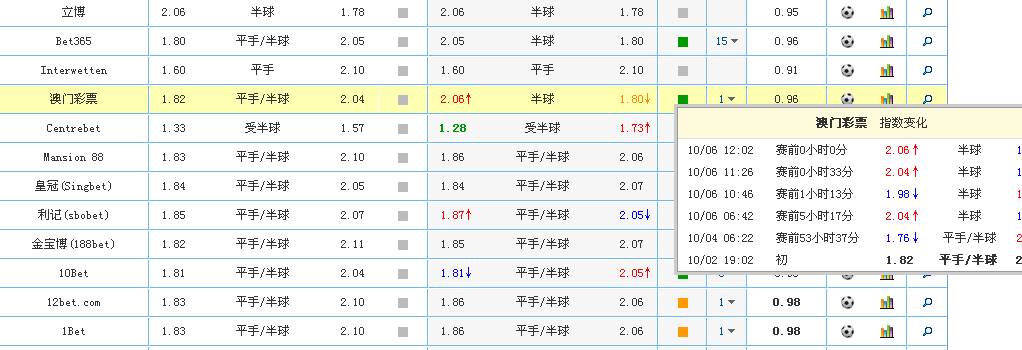 立博 2.06 半球 1.78 2.06 半球 1.78 0.95
Bet365 1.80 平手/半球 2.05 2.05 半球 1.80 15 0.96
Interwetten 1.60 平手 2.10 1.60 平手 2.10 0.91
澳门彩票 1.82 平手/半球 2.04 2.06↑ 半球 1.80↓ 1 0.96
Centrebet 1.33 受半球 1.57 1.28 受半球 1.73↑
Mansion 88 1.83 平手/半球 2.10 1.86 平手/半球 2.06
皇冠(Singbet) 1.84 平手/半球 2.05 1.84 平手/半球 2.07
利记(sbobet) 1.85 平手/半球 2.07 1.87↑ 平手/半球 2.05↓
金宝博(188bet) 1.82 平手/半球 2.11 1.85 平手/半球 2.07
10Bet 1.81 平手/半球 2.04 1.81↓ 平手/半球 2.05↑
12bet.com 1.83 平手/半球 2.10 1.86 平手/半球 2.06 1 0.98
1Bet 1.83 平手/半球 2.10 1.86 平手/半球 2.06 1 0.98
澳门彩票 指数变化
10/06 12:02 赛前0小时0分 2.06↑ 半球
10/06 11:26 赛前0小时33分 2.04↑ 半球
10/06 10:46 赛前1小时13分 1.98↓ 半球
10/06 06:42 赛前5小时17分 2.04↑ 半球
10/04 06:22 赛前53小时37分 1.76↓ 平手/半球
10/02 19:02 初 1.82 平手/半球